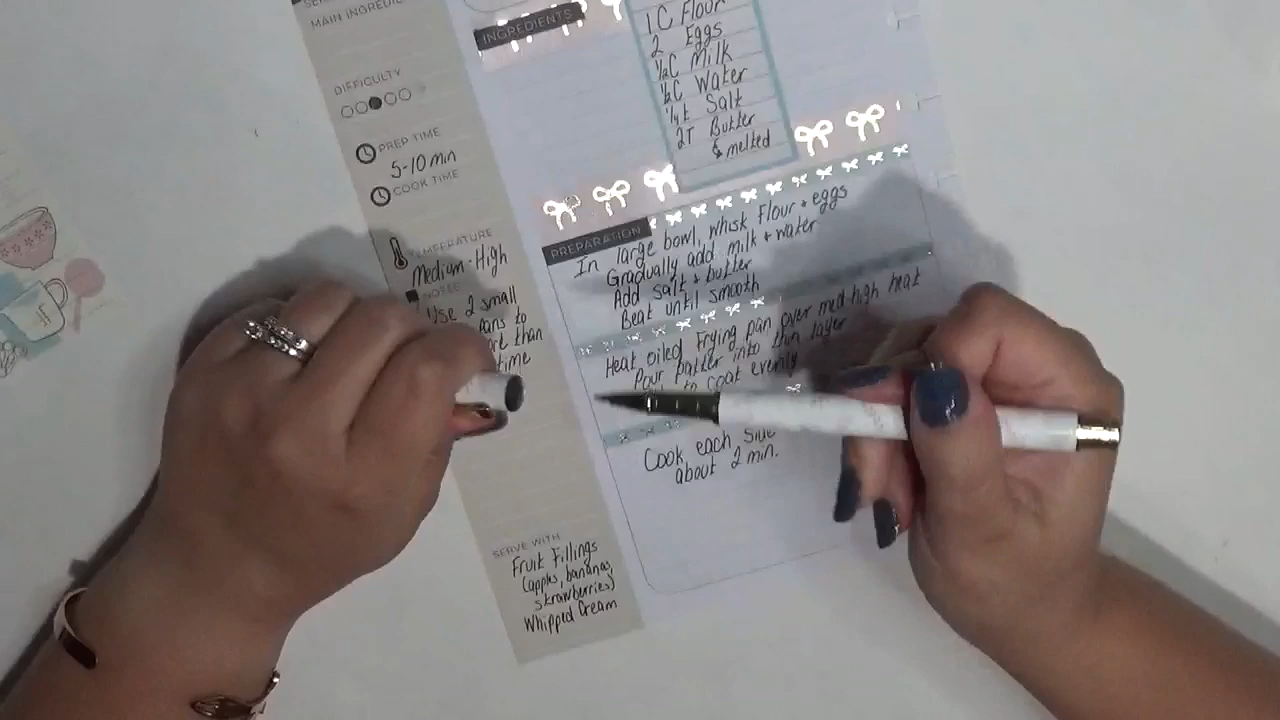 MAIN INGREDIE
DIFFICULTY
PREP TIME
5-10 min
COOK TIME
TEMPERATURE
Medium-High
NOTES
Use 2 small
pans to
than
time
SERVE WITH
Fruit Fillings
(apples, bananas,
strawberries)
Whipped Cream
INGREDIENTS
1 C Flour
2 Eggs
½C Milk
½C Water
¼t Salt
2T Butter
melted
PREPARATION
In large bowl, whisk Flour + eggs
Gradually add milk + water
Add salt + butter
Beat until smooth
Heat oiled Frying pan over med-high heat
Pour batter into thin layer
to coat evenly
Cook each side
about 2 min.